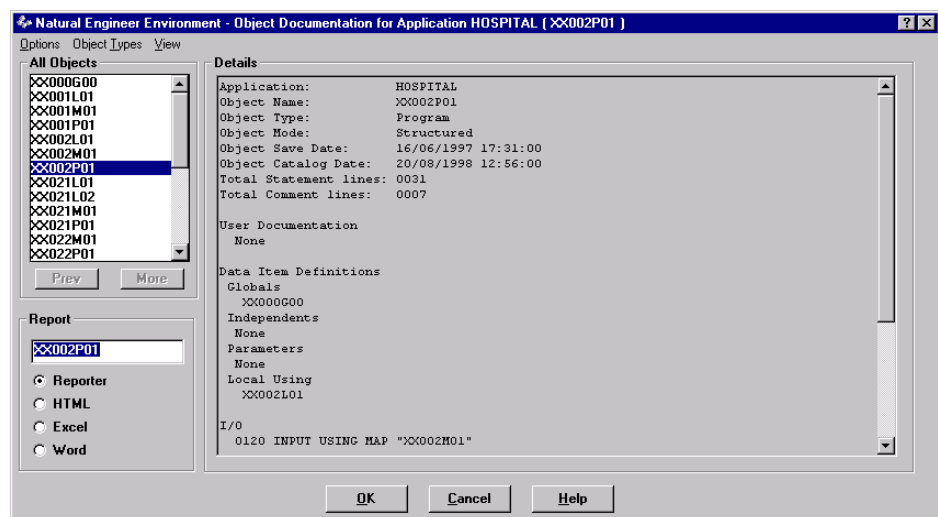 Natural Engineer Environment - Object Documentation for Application HOSPITAL ( XX002P01 )
Options Object Types View
All Objects
XX000G00
XX001L01
XX001M01
XX001P01
XX002L01
XX002M01
XX002P01
XX021L01
XX021L02
XX021M01
XX021P01
XX022M01
XX022P01
Prev More
Report
XX002P01
Reporter
HTML
Excel
Word
Details
Application: HOSPITAL
Object Name: XX002P01
Object Type: Program
Object Mode: Structured
Object Save Date: 16/06/1997 17:31:00
Object Catalog Date: 20/08/1998 12:56:00
Total Statement lines: 0031
Total Comment lines: 0007
User Documentation
None
Data Item Definitions
Globals
XX000G00
Independents
None
Parameters
None
Local Using
XX002L01
I/O
0120 INPUT USING MAP "XX002M01"
OK Cancel Help